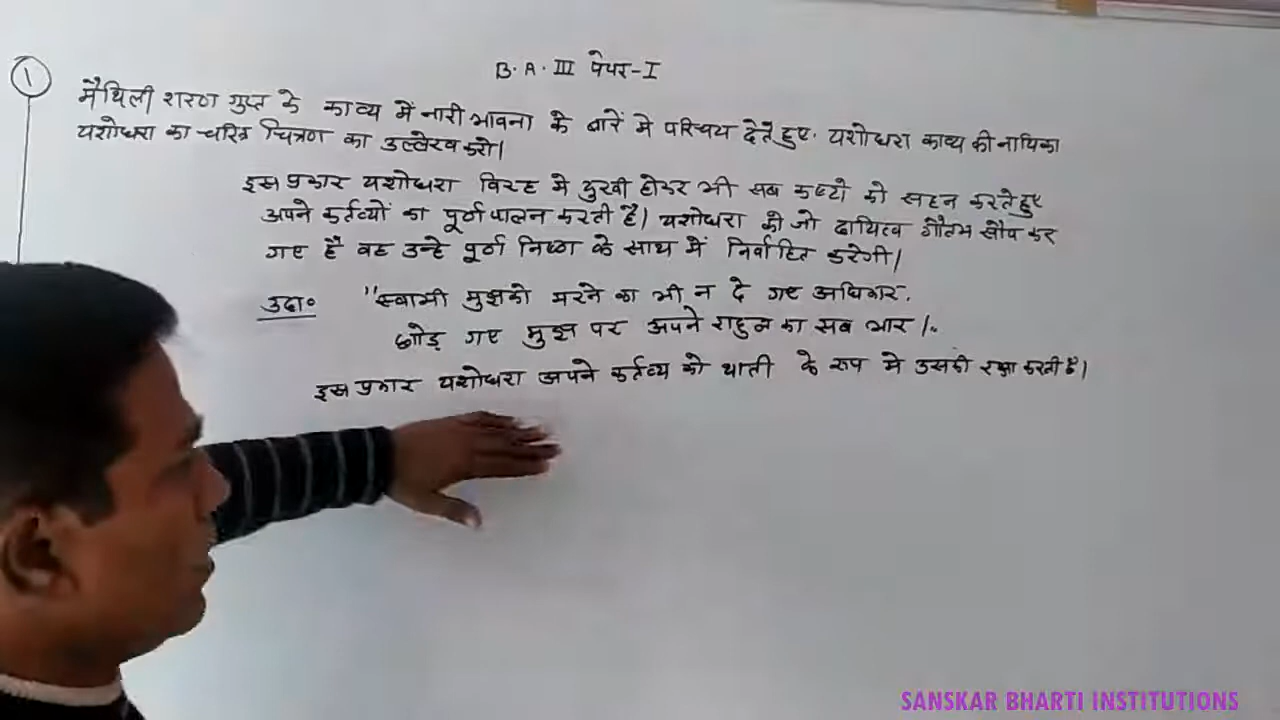 B.A.III पेपर-I
1
मैथिली शरण गुप्त के काव्य में नारी भावना के बारें मे परिचय देते हुए. यशोधरा काव्य की नायिका
यशोधरा का चरित्र चित्रण का उल्लेख करो।
इस प्रकार यशोधरा विरह मे दुखी होकर भी सब कष्टो को सहन करते हुए
अपने कर्तव्यों का पूर्ण पालन करती है। यशोधरा को जो दायित्व गौतम सौप कर
गए है वह उन्हे पूर्ण निष्ठा के साथ में निर्वाहित करेगी।
उदा० "स्वामी मुझको मरने का भी न दे गए अधिकार.
छोड़ गए मुझ पर अपने राहुल का सब भार।.
इस प्रकार यशोधरा अपने कर्तव्य को थाती के रूप मे उसकी रक्षा करती है।
SANSKAR BHARTI INSTITUTIONS